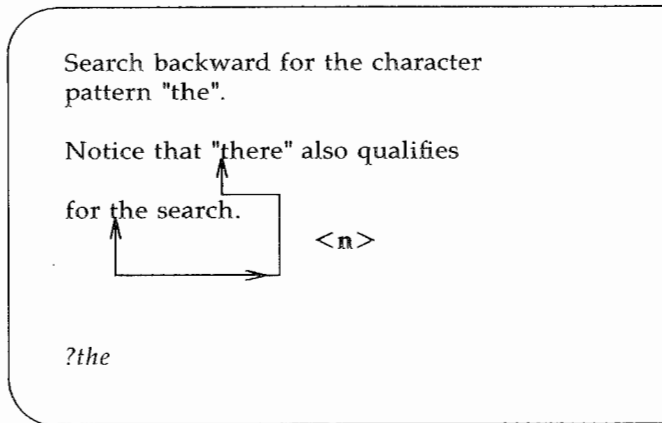 Search backward for the character
pattern "the".
Notice that "there" also qualifies
for the search.
<n>
?the